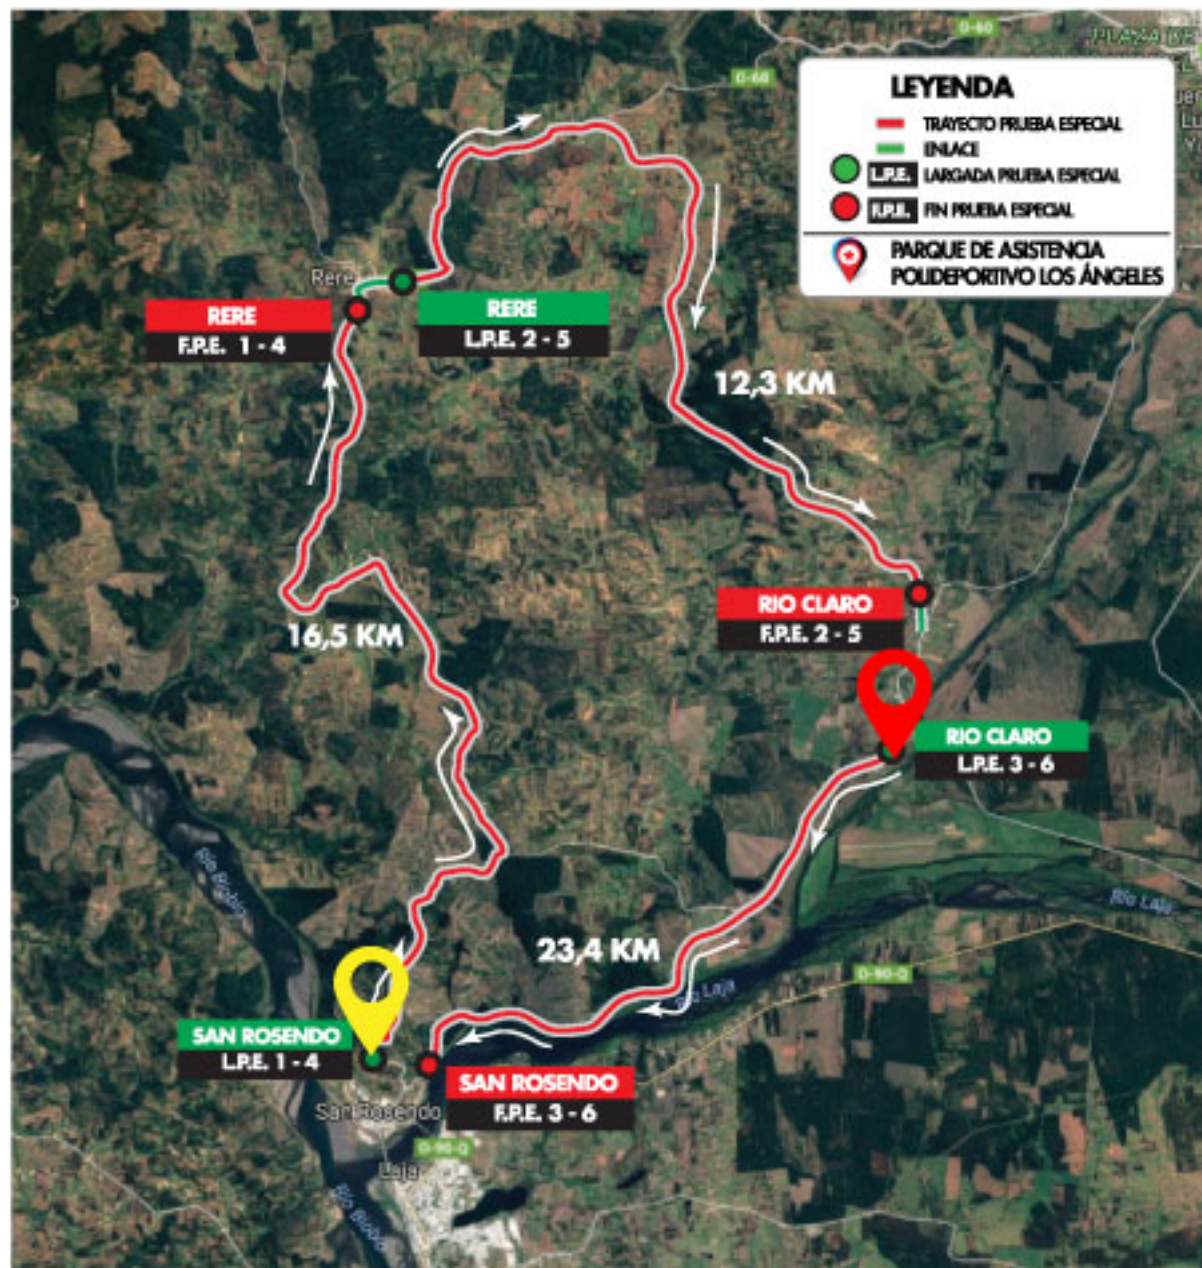 O-60
PLAZA DE
O-60
LEYENDA
TRAYECTO PRUEBA ESPECIAL
ENLACE
L.P.E. LARGADA PRUEBA ESPECIAL
F.P.E. FIN PRUEBA ESPECIAL
PARQUE DE ASISTENCIA
POLIDEPORTIVO LOS ÁNGELES
Rere
RERE
F.P.E. 1 - 4
RERE
L.P.E. 2 - 5
12,3 KM
16,5 KM
RIO CLARO
F.P.E. 2 - 5
RIO CLARO
L.P.E. 3 - 6
Río Biobío
Río Laja
23,4 KM
O-90-Q
Río Laja
SAN ROSENDO
L.P.E. 1 - 4
SAN ROSENDO
F.P.E. 3 - 6
San Rosendo
O-90-Q
Laja
Río Biobío